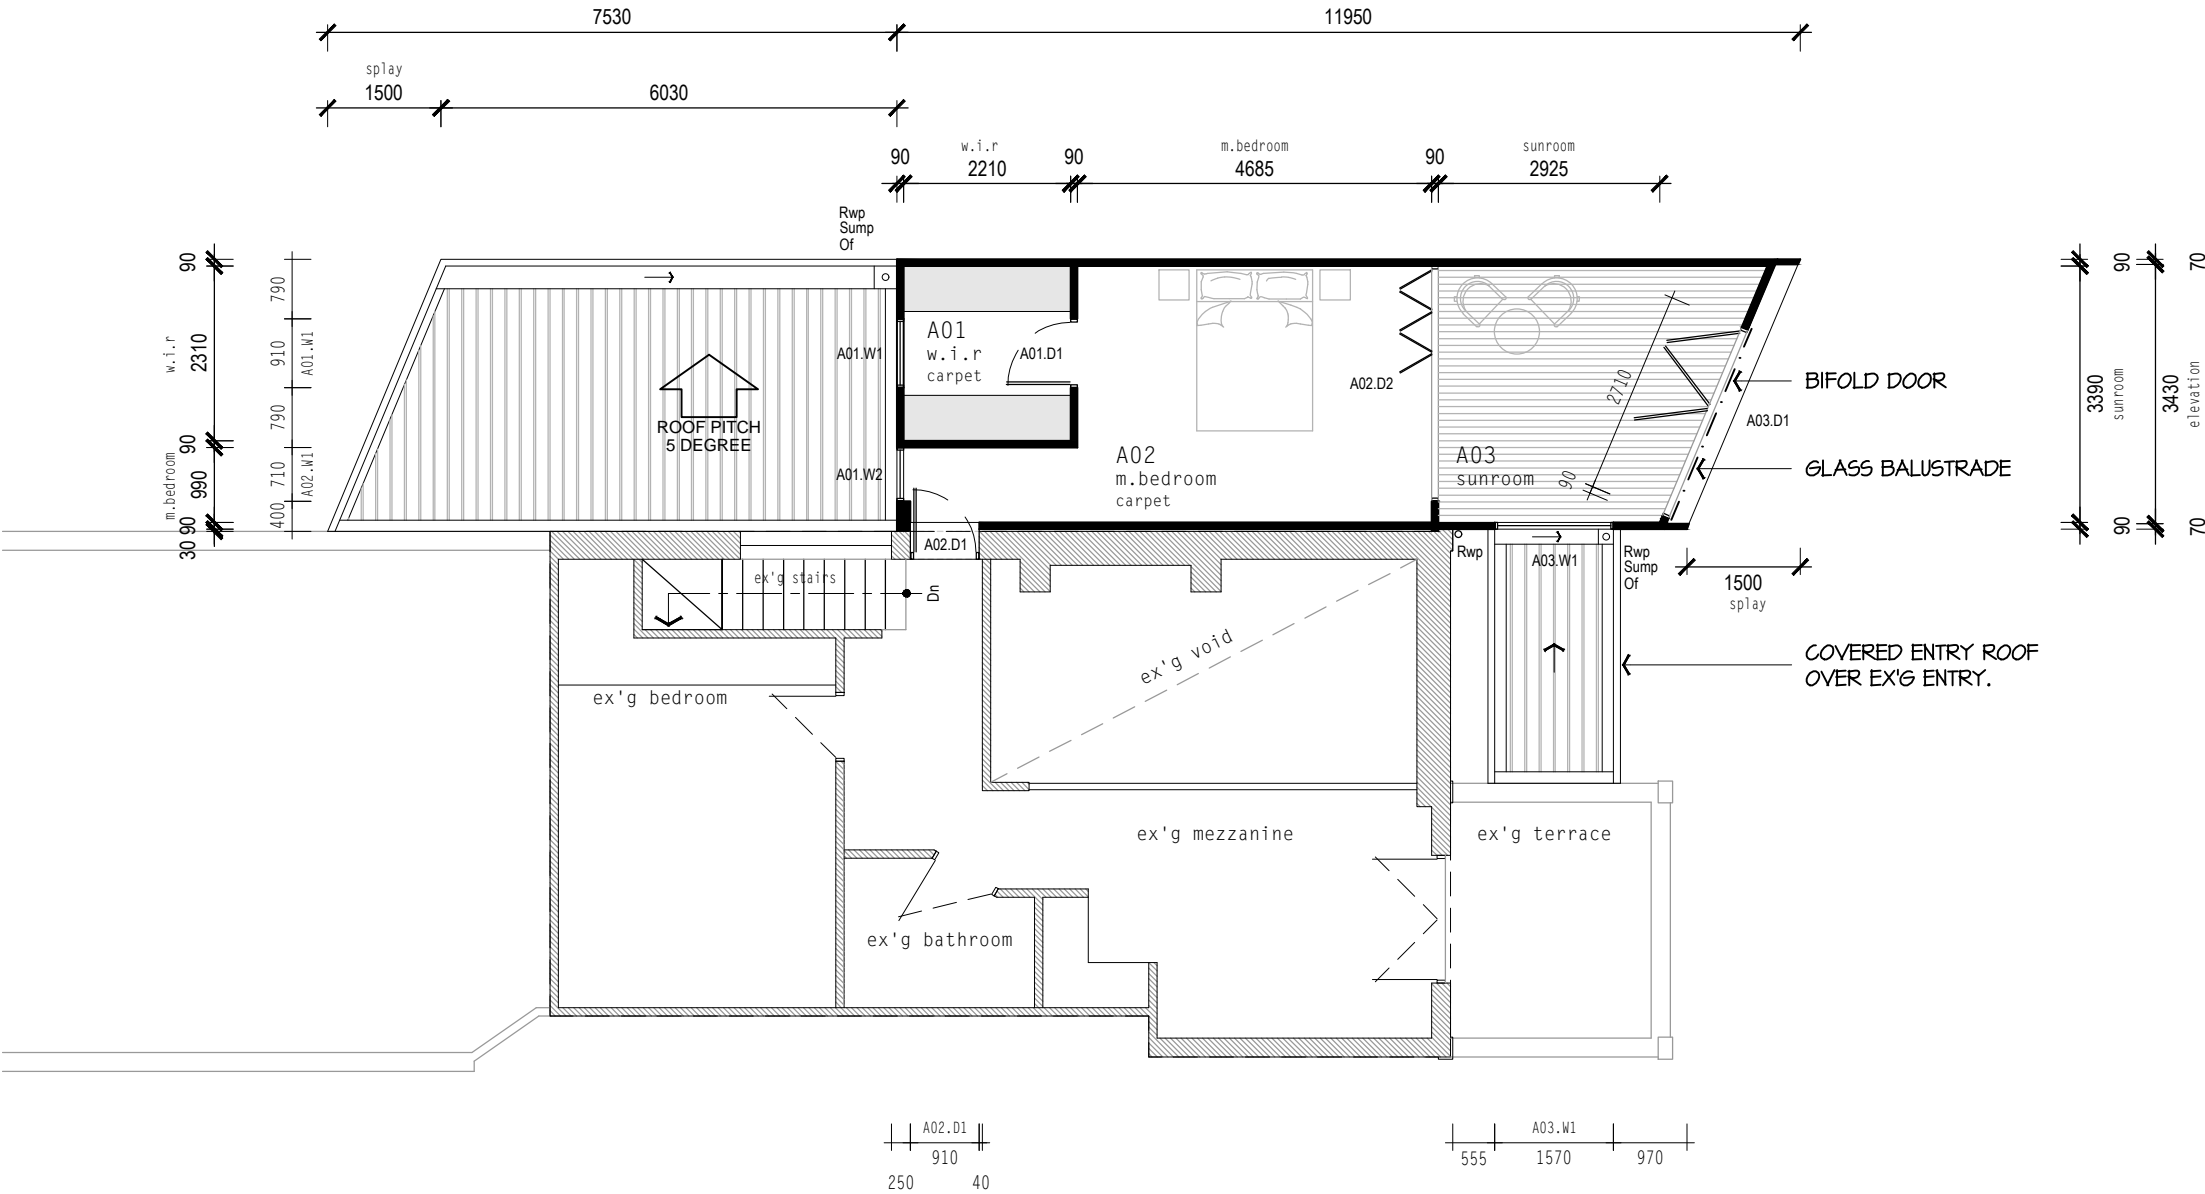 7530
11950
splay
1500
6030
90
w.i.r
2210
90
m.bedroom
4685
90
sunroom
2925
Rwp
Sump
Of
90
w.i.r
2310
90
m.bedroom
990
90
30
790
910
A01.W1
790
710
A02.W1
400
ROOF PITCH
5 DEGREE
A01.W1
A01.W2
A01
w.i.r
carpet
A01.D1
A02
m.bedroom
carpet
A02.D2
A03
sunroom
2710
90
BIFOLD DOOR
A03.D1
GLASS BALUSTRADE
90
3390
sunroom
90
70
3430
elevation
70
A02.D1
Rwp
A03.W1
Rwp
Sump
Of
1500
splay
ex'g stairs
Dn
ex'g void
COVERED ENTRY ROOF
OVER EX'G ENTRY.
ex'g bedroom
ex'g mezzanine
ex'g terrace
ex'g bathroom
A02.D1
910
250
40
A03.W1
555
1570
970